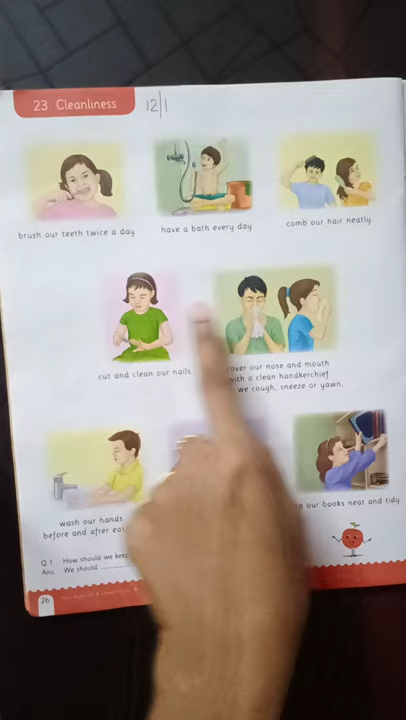 23 Cleanliness
12/1
brush our teeth twice a day
have a bath every day
comb our hair neatly
cut and clean our nails
cover our nose and mouth
with a clean handkerchief
we cough, sneeze or yawn.
wash our hands
before and after
our books neat and tidy
Q 1 How should we keep
Ans We should
26